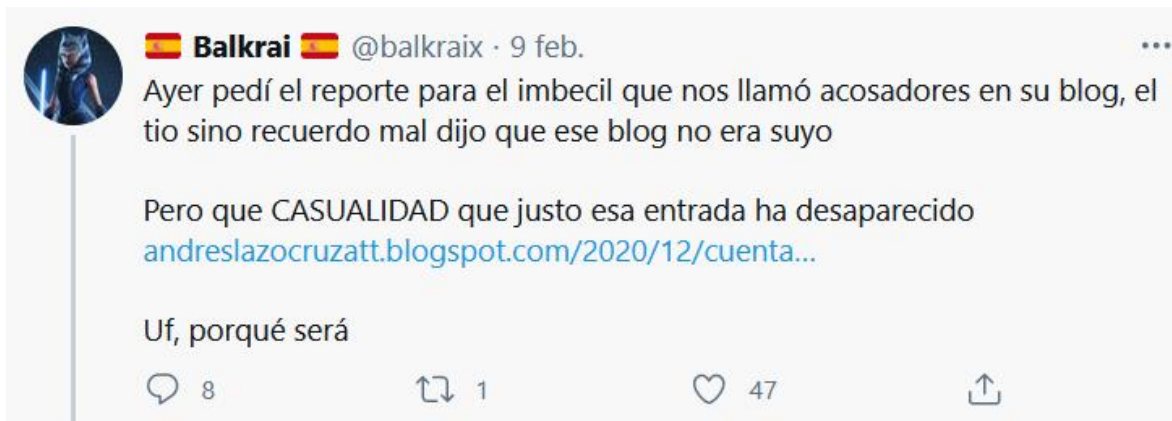 🇪🇸 Balkrai 🇪🇸 @balkraix · 9 feb.
Ayer pedí el reporte para el imbecil que nos llamó acosadores en su blog, el
tio sino recuerdo mal dijo que ese blog no era suyo
Pero que CASUALIDAD que justo esa entrada ha desaparecido
andreslazocruzatt.blogspot.com/2020/12/cuenta...
Uf, porqué será
8 1 47